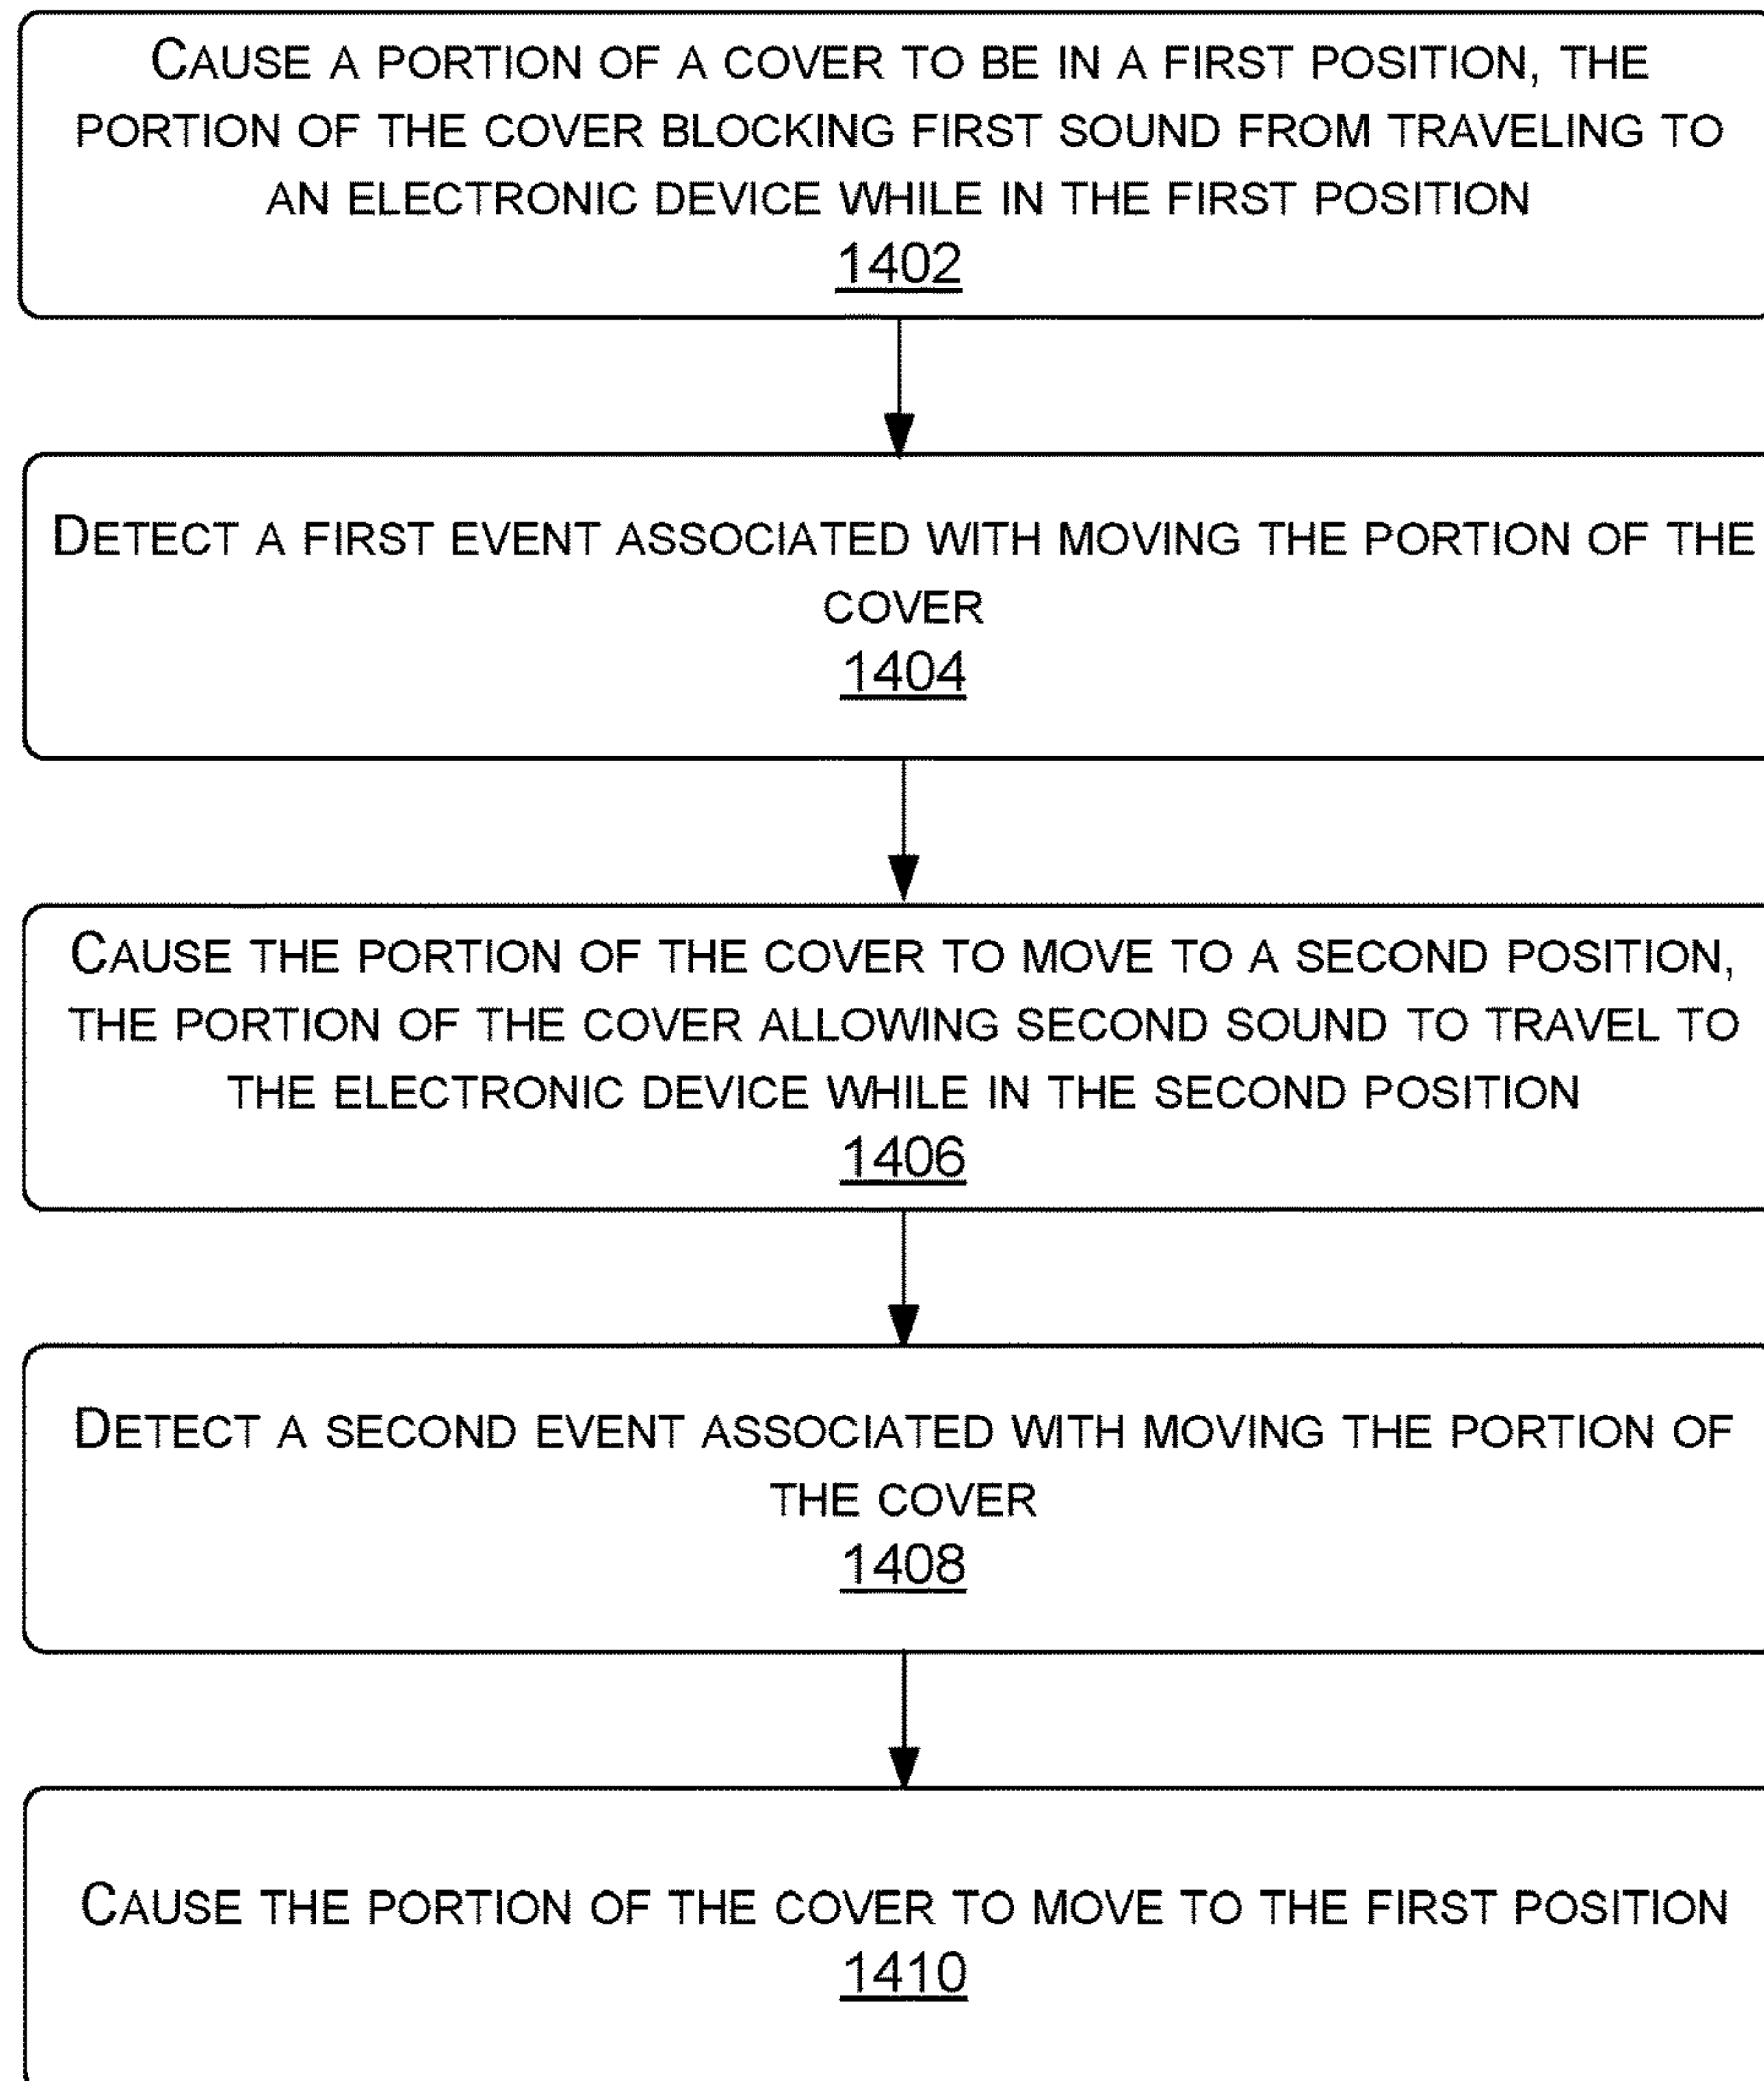 CAUSE A PORTION OF A COVER TO BE IN A FIRST POSITION, THE
PORTION OF THE COVER BLOCKING FIRST SOUND FROM TRAVELING TO
AN ELECTRONIC DEVICE WHILE IN THE FIRST POSITION
1402
DETECT A FIRST EVENT ASSOCIATED WITH MOVING THE PORTION OF THE
COVER
1404
CAUSE THE PORTION OF THE COVER TO MOVE TO A SECOND POSITION,
THE PORTION OF THE COVER ALLOWING SECOND SOUND TO TRAVEL TO
THE ELECTRONIC DEVICE WHILE IN THE SECOND POSITION
1406
DETECT A SECOND EVENT ASSOCIATED WITH MOVING THE PORTION OF
THE COVER
1408
CAUSE THE PORTION OF THE COVER TO MOVE TO THE FIRST POSITION
1410